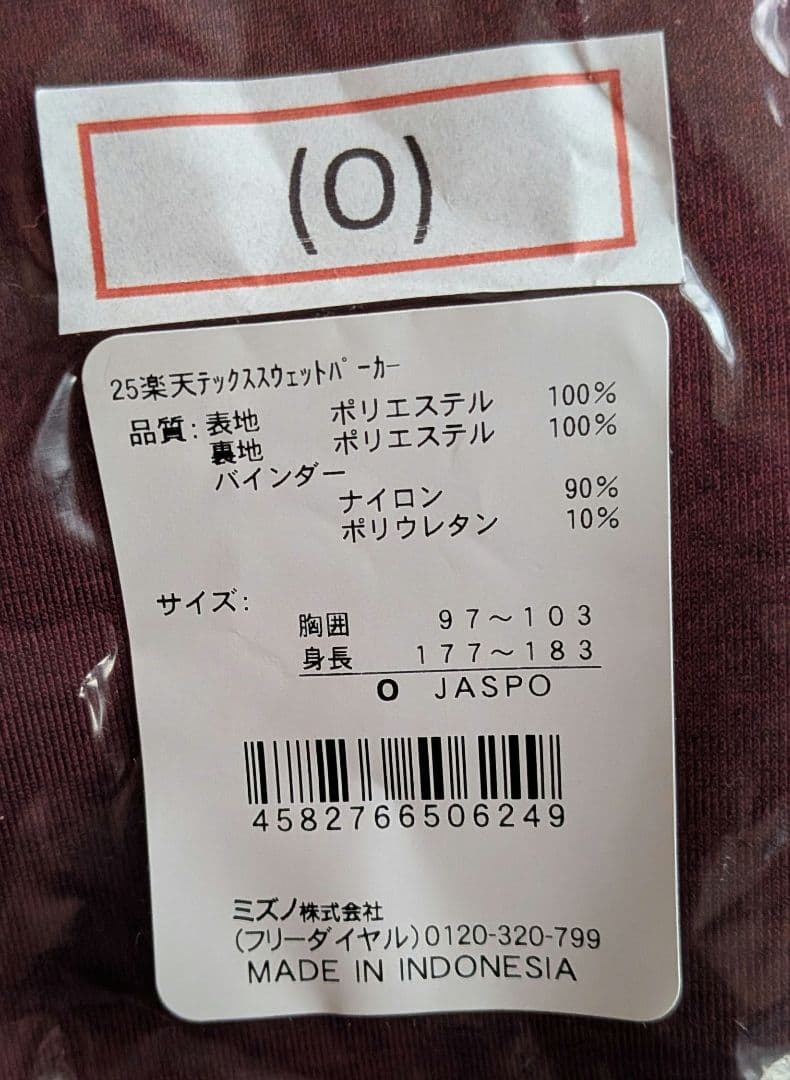 (O)
25楽天ﾃｯｸｽｽｳｪｯﾄﾊﾟｰｶｰ
品質:表地 ポリエステル 100%
裏地 ポリエステル 100%
バインダー
ナイロン 90%
ポリウレタン 10%
サイズ:
胸囲 97～103
身長 177～183
O JASPO
4582766506249
ミズノ株式会社
(フリーダイヤル)0120-320-799
MADE IN INDONESIA